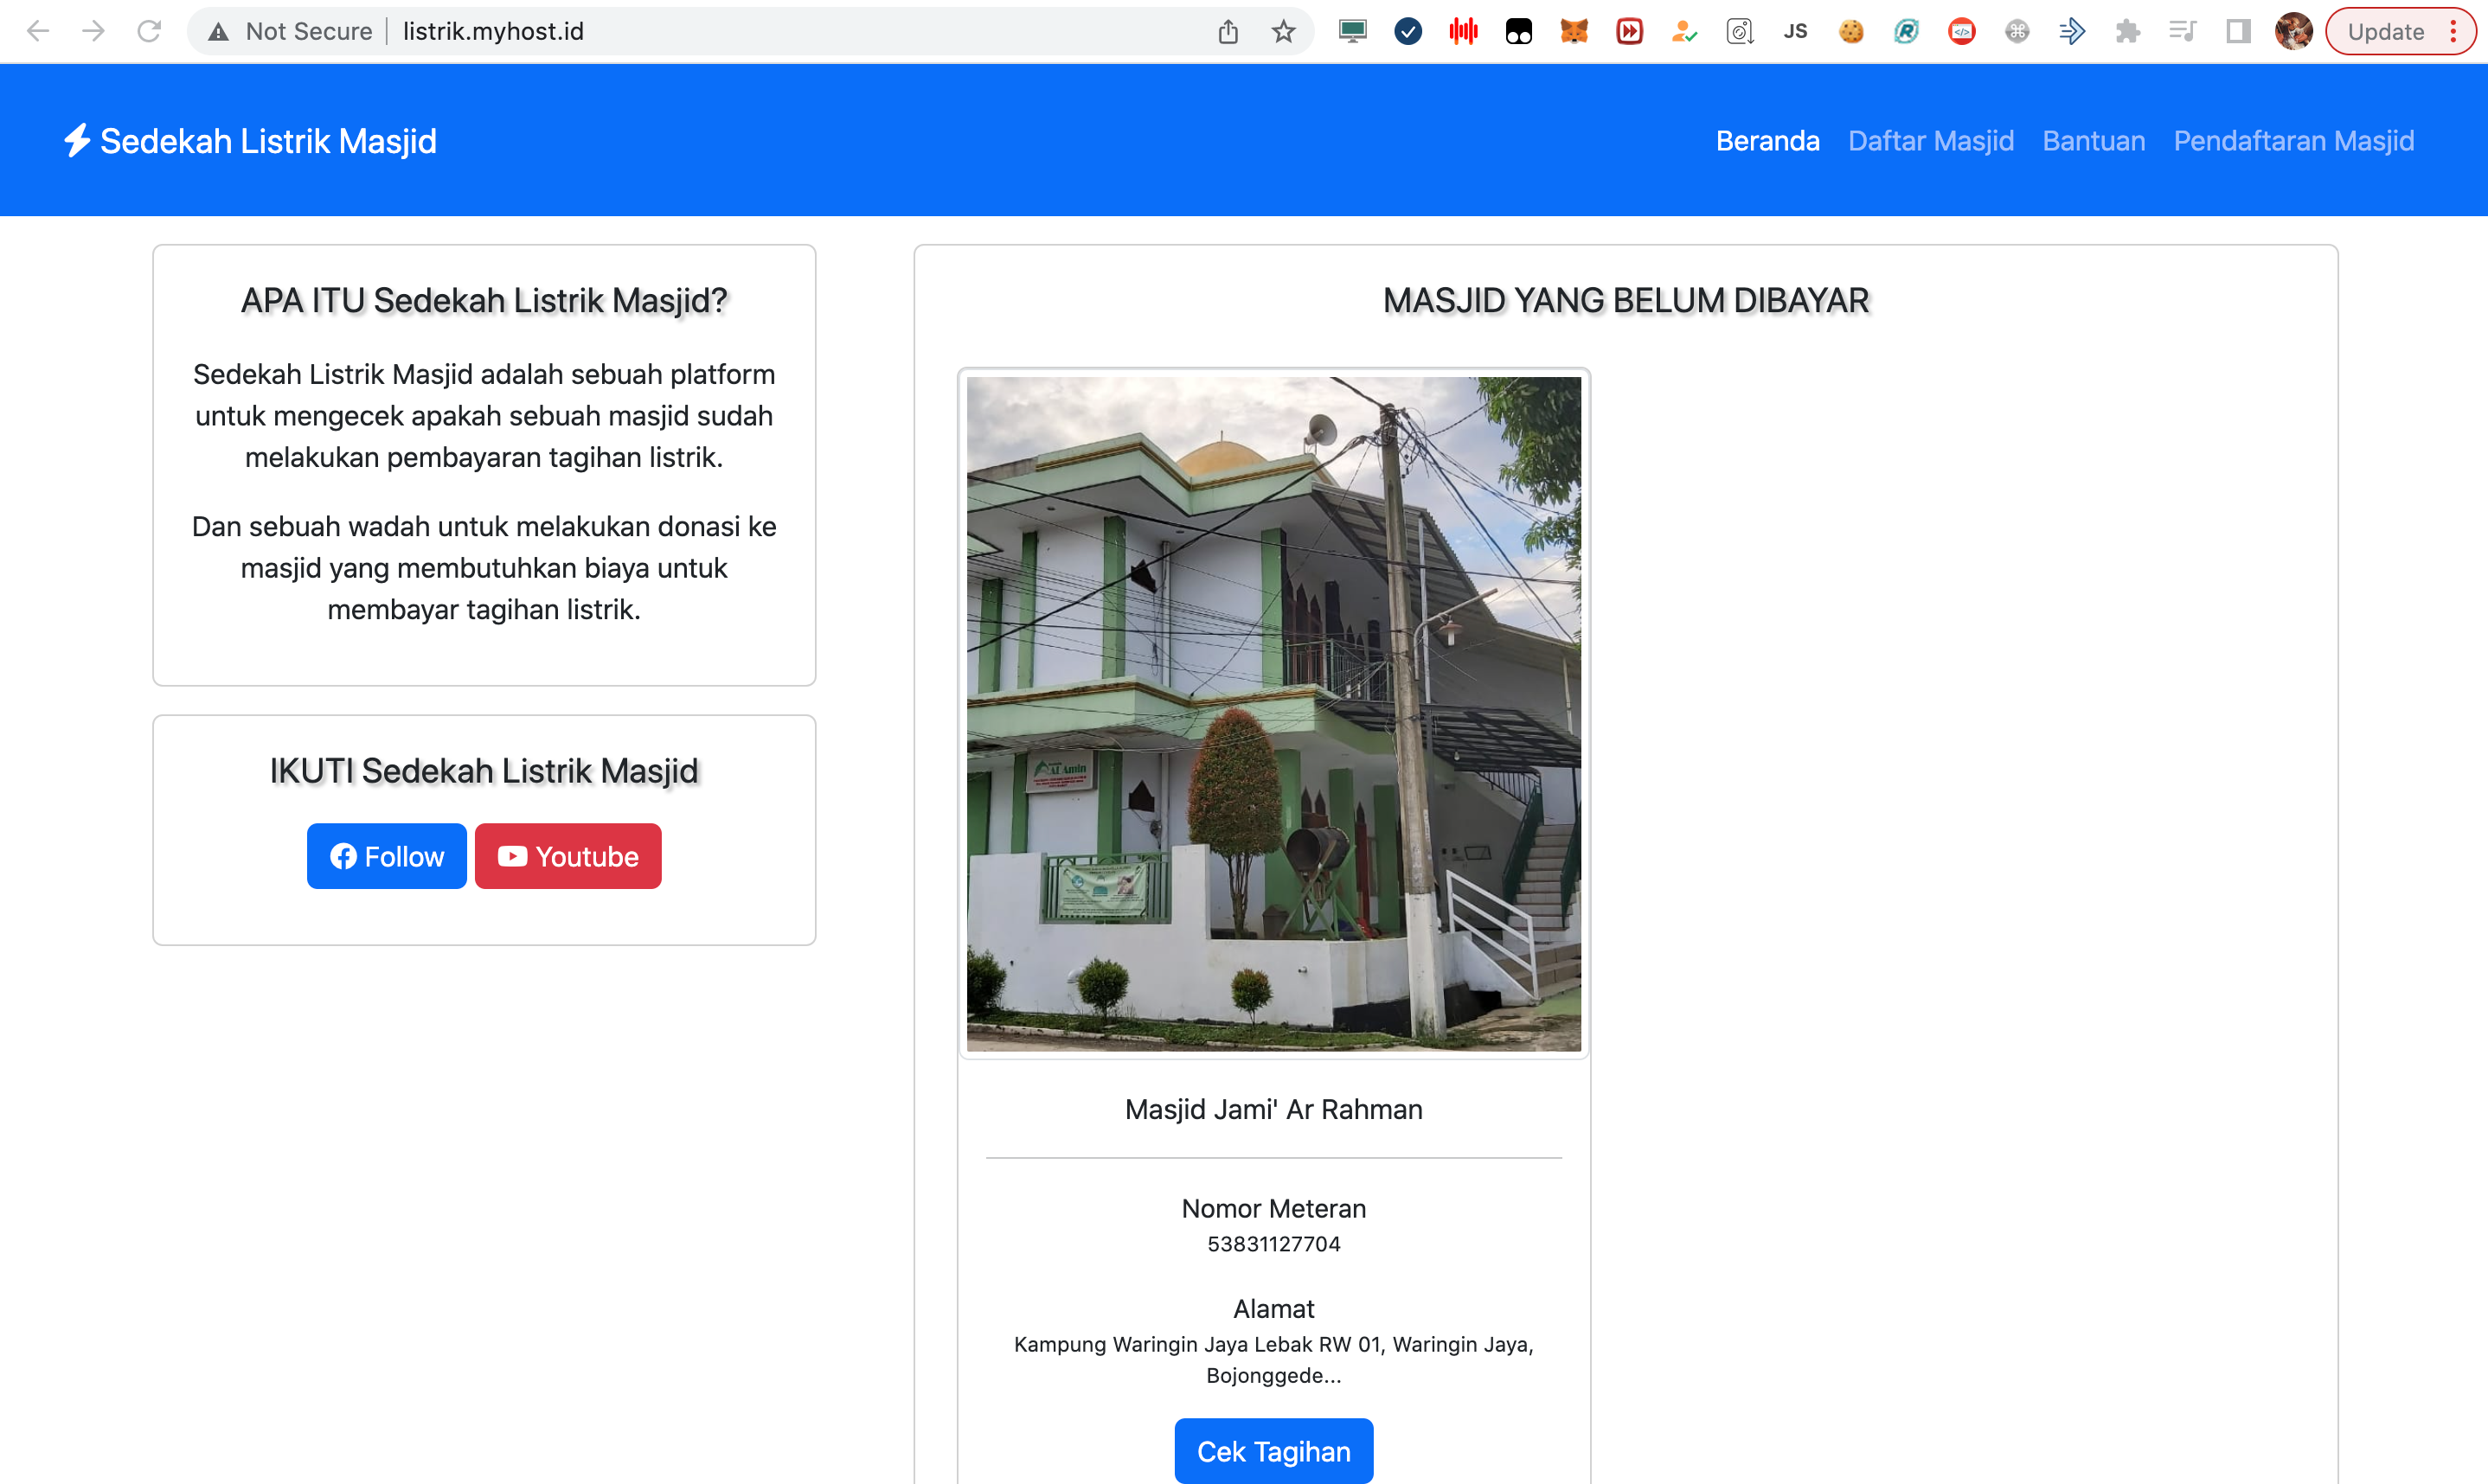 Not Secure
listrik.myhost.id
JS
Update
Sedekah Listrik Masjid
Beranda
Daftar Masjid
Bantuan
Pendaftaran Masjid
APA ITU Sedekah Listrik Masjid?
Sedekah Listrik Masjid adalah sebuah platform
untuk mengecek apakah sebuah masjid sudah
melakukan pembayaran tagihan listrik.
Dan sebuah wadah untuk melakukan donasi ke
masjid yang membutuhkan biaya untuk
membayar tagihan listrik.
IKUTI Sedekah Listrik Masjid
Follow
Youtube
MASJID YANG BELUM DIBAYAR
Al Amin
Masjid Jami' Ar Rahman
Nomor Meteran
53831127704
Alamat
Kampung Waringin Jaya Lebak RW 01, Waringin Jaya,
Bojonggede...
Cek Tagihan